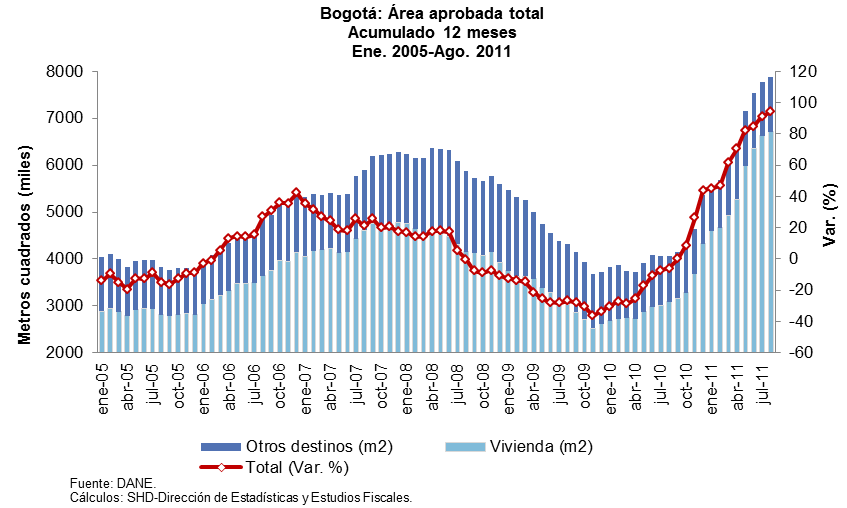 Bogotá: Área aprobada total
Acumulado 12 meses
Ene. 2005-Ago. 2011
Metros cuadrados (miles)
8000
7000
6000
5000
4000
3000
2000
120
100
80
60
40
20
0
-20
-40
-60
Var. (%)
ene-05
abr-05
jul-05
oct-05
ene-06
abr-06
jul-06
oct-06
ene-07
abr-07
jul-07
oct-07
ene-08
abr-08
jul-08
oct-08
ene-09
abr-09
jul-09
oct-09
ene-10
abr-10
jul-10
oct-10
ene-11
abr-11
jul-11
Otros destinos (m2) Vivienda (m2)
Total (Var. %)
Fuente: DANE.
Cálculos: SHD-Dirección de Estadísticas y Estudios Fiscales.